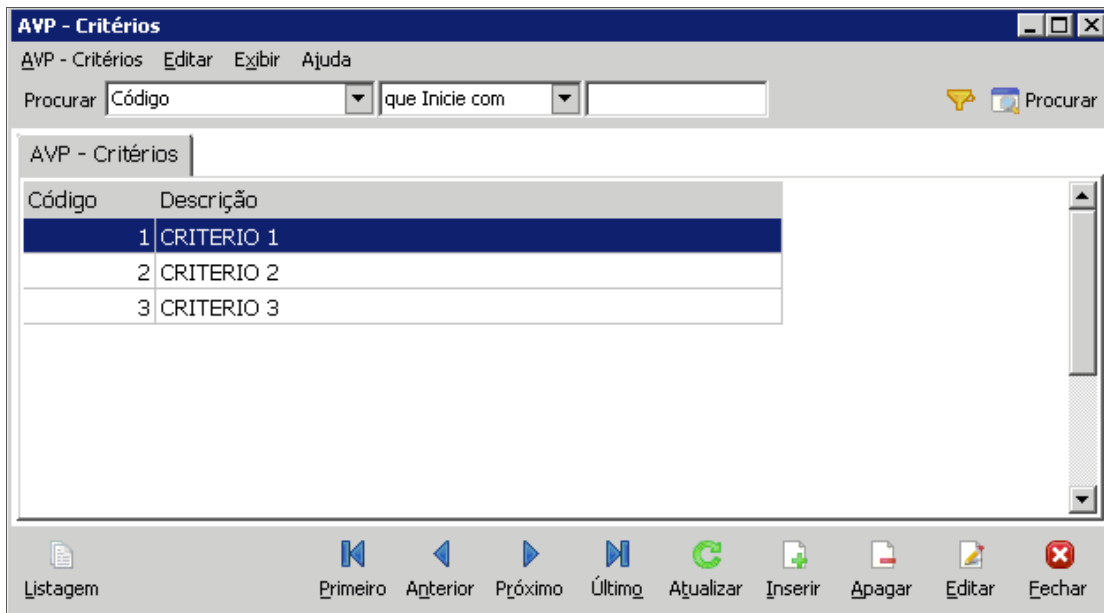 AVP - Critérios
AVP - Critérios Editar Exibir Ajuda
Procurar Código que Inicie com Procurar
AVP - Critérios
Código Descrição
1 CRITERIO 1
2 CRITERIO 2
3 CRITERIO 3
Listagem Primeiro Anterior Próximo Último Atualizar Inserir Apagar Editar Fechar